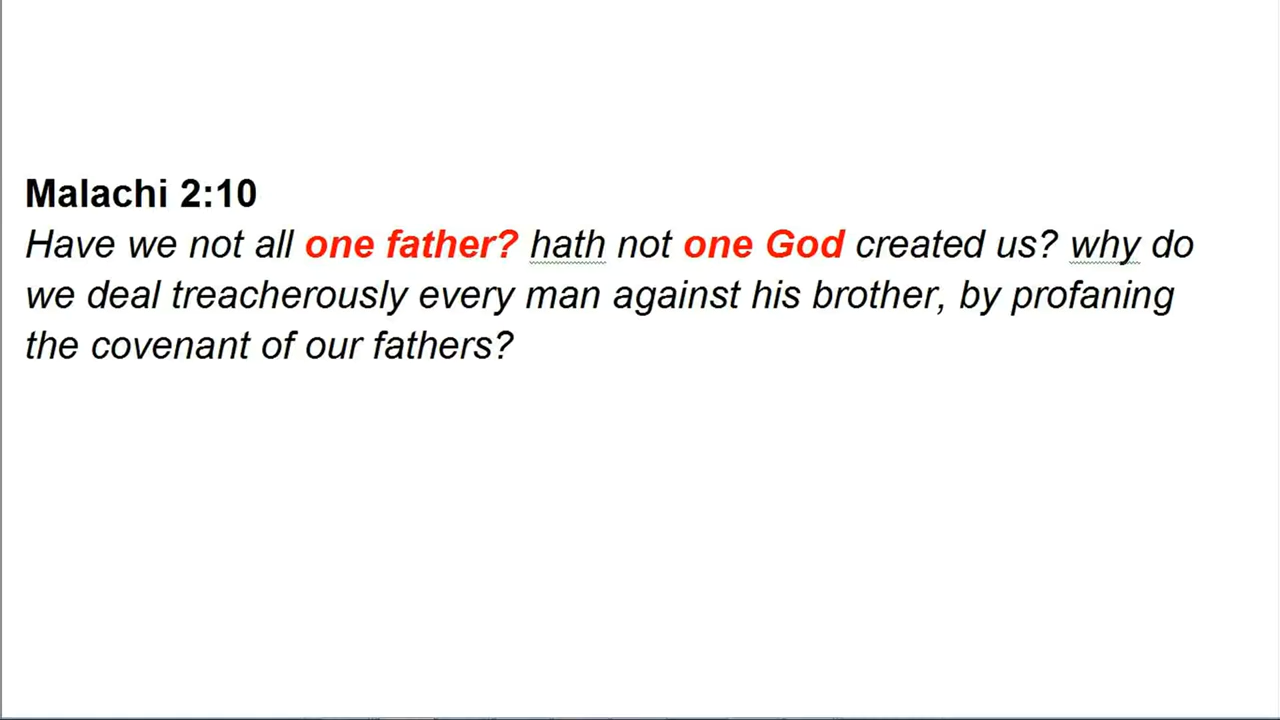 Malachi 2:10
Have we not all one father? hath not one God created us? why do
we deal treacherously every man against his brother, by profaning
the covenant of our fathers?